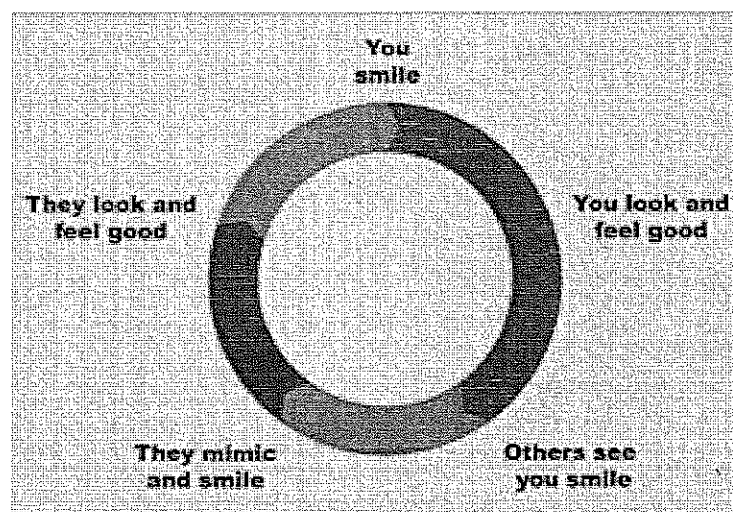 You
smile
You look and
feel good
Others see
you smile
They mimic
and smile
They look and
feel good